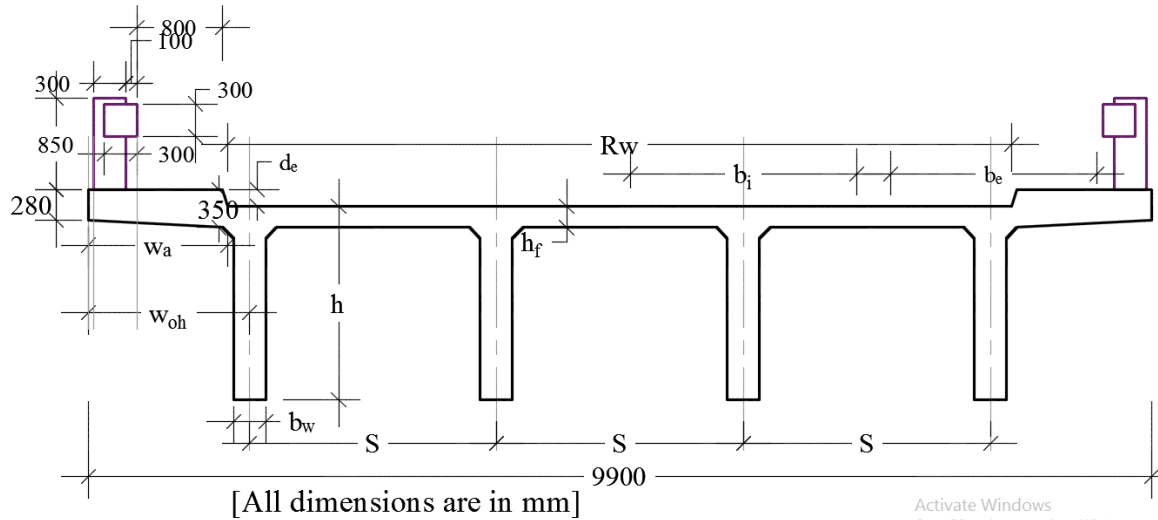 800
100
300
300
Rw
850
300
de
bi
be
280
350
wa
hf
woh
h
bw
S
S
S
9900
[All dimensions are in mm]
Activate Windows